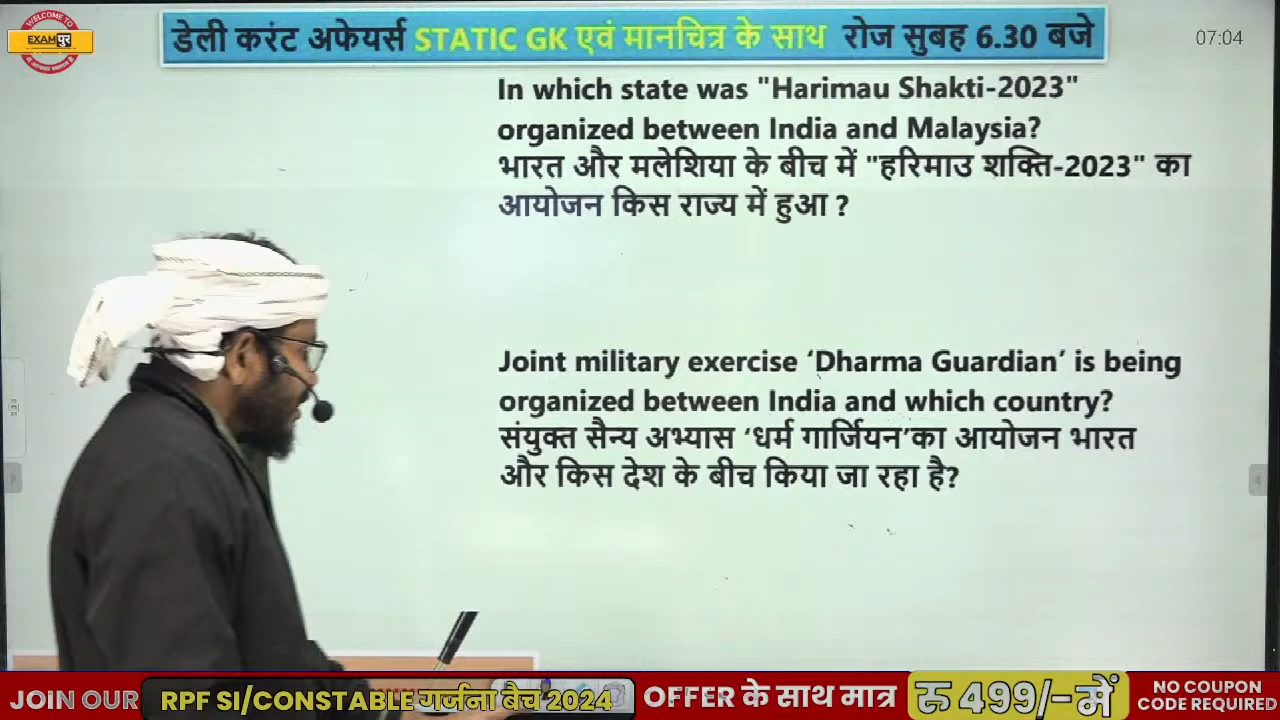 WELCOME TO
EXAMपुर
डेली करंट अफेयर्स STATIC GK एवं मानचित्र के साथ रोज सुबह 6.30 बजे
07:04
In which state was "Harimau Shakti-2023"
organized between India and Malaysia?
भारत और मलेशिया के बीच में "हरिमाउ शक्ति-2023" का
आयोजन किस राज्य में हुआ ?
Joint military exercise ‘Dharma Guardian’ is being
organized between India and which country?
संयुक्त सैन्य अभ्यास ‘धर्म गार्जियन’का आयोजन भारत
और किस देश के बीच किया जा रहा है?
JOIN OUR RPF SI/CONSTABLE गर्जना बैच 2024 OFFER के साथ मात्र रु 499/- में
NO COUPON
CODE REQUIRED